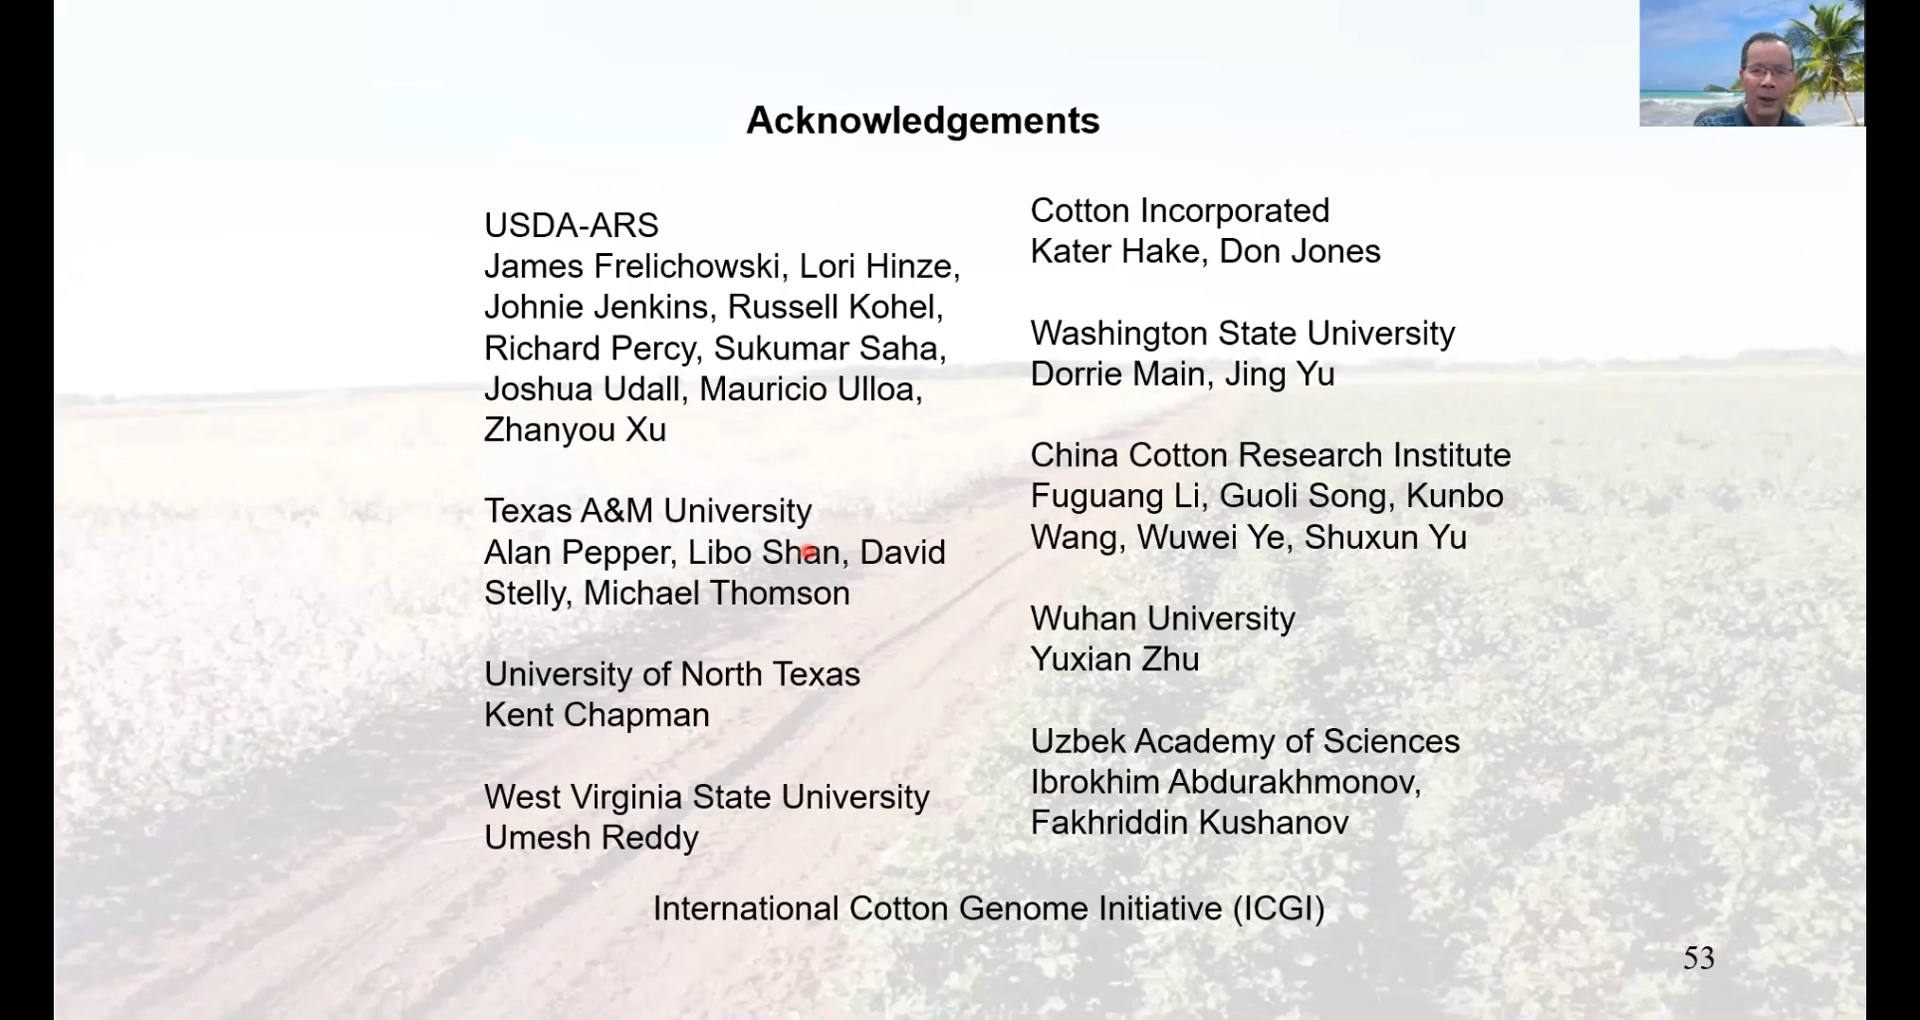 Acknowledgements
USDA-ARS
James Frelichowski, Lori Hinze,
Johnie Jenkins, Russell Kohel,
Richard Percy, Sukumar Saha,
Joshua Udall, Mauricio Ulloa,
Zhanyou Xu
Texas A&M University
Alan Pepper, Libo Shan, David
Stelly, Michael Thomson
University of North Texas
Kent Chapman
West Virginia State University
Umesh Reddy
Cotton Incorporated
Kater Hake, Don Jones
Washington State University
Dorrie Main, Jing Yu
China Cotton Research Institute
Fuguang Li, Guoli Song, Kunbo
Wang, Wuwei Ye, Shuxun Yu
Wuhan University
Yuxian Zhu
Uzbek Academy of Sciences
Ibrokhim Abdurakhmonov,
Fakhriddin Kushanov
International Cotton Genome Initiative (ICGI)
53